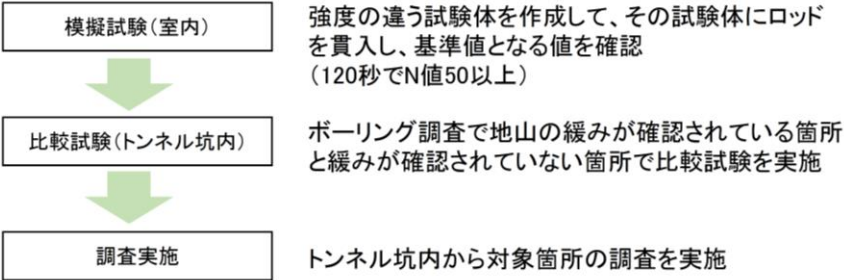 模擬試験(室内)
強度の違う試験体を作成して、その試験体にロッド
を貫入し、基準値となる値を確認
(120秒でN値50以上)
比較試験(トンネル坑内)
ボーリング調査で地山の緩みが確認されている箇所
と緩みが確認されていない箇所で比較試験を実施
調査実施
トンネル坑内から対象箇所の調査を実施